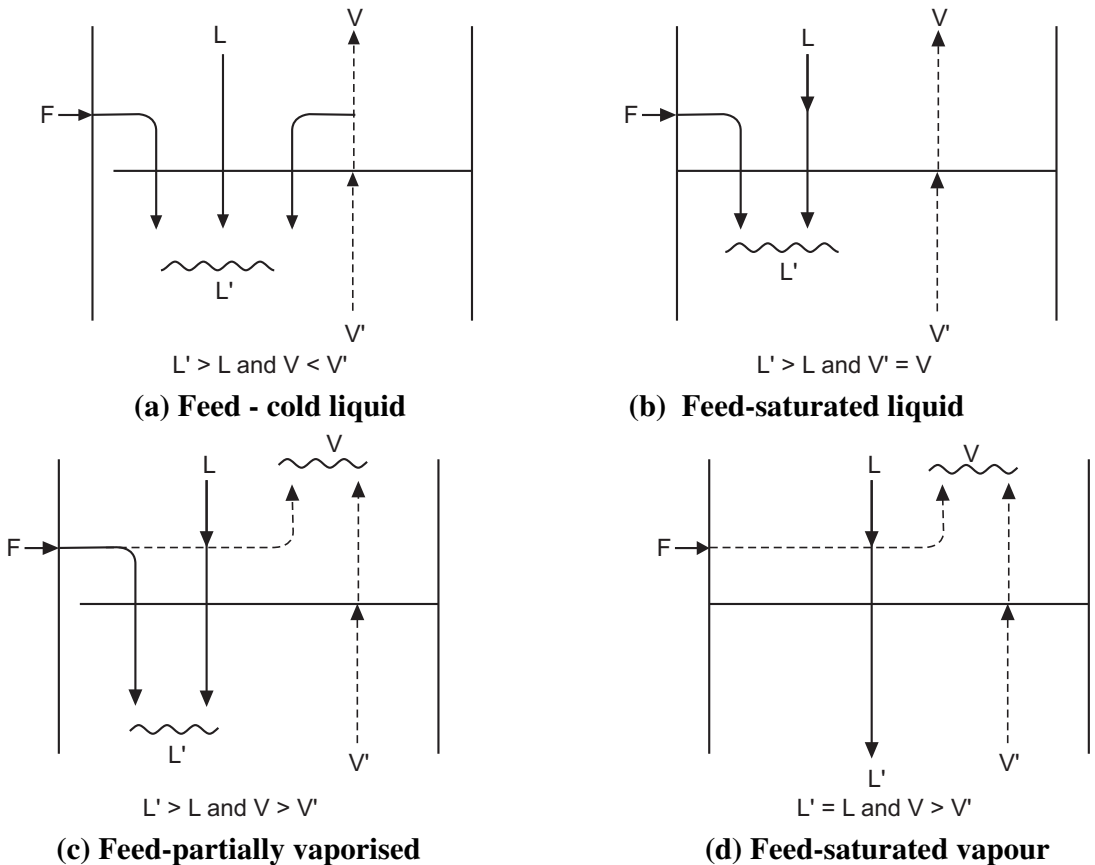 V
L
F
L'
V'
L' > L and V < V'
(a) Feed - cold liquid
V
L
F
L'
V'
L' > L and V' = V
(b) Feed-saturated liquid
V
L
F
L'
V'
L' > L and V > V'
(c) Feed-partially vaporised
V
L
F
L'
V'
L' = L and V > V'
(d) Feed-saturated vapour